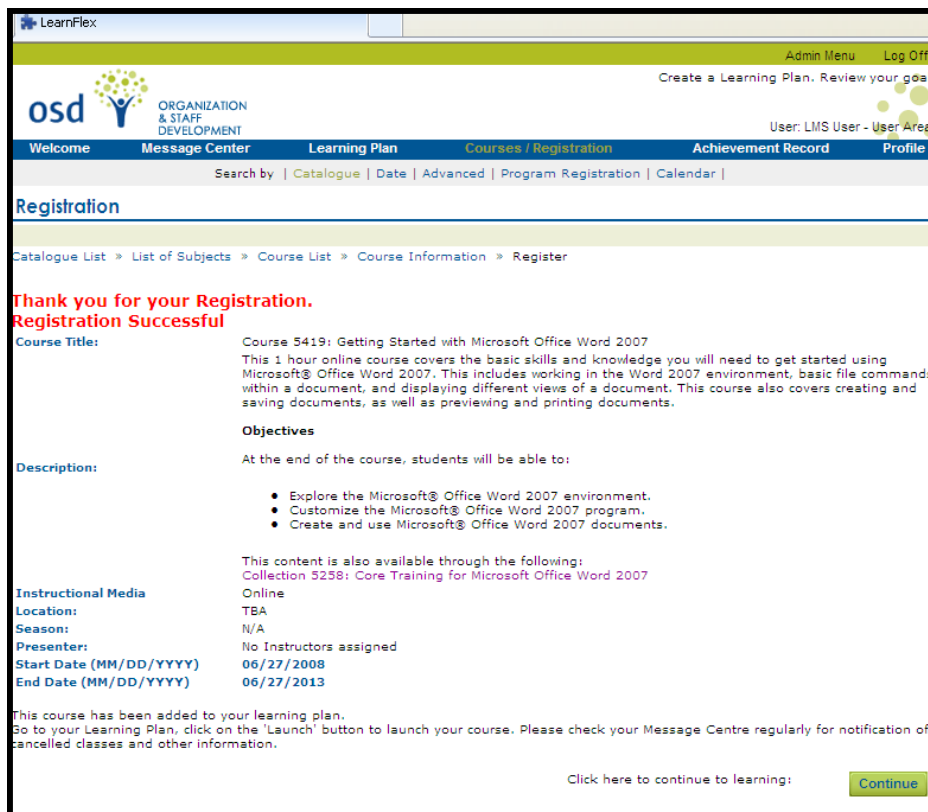 LearnFlex
Admin Menu Log Off
Create a Learning Plan. Review your goa
osd ORGANIZATION
& STAFF
DEVELOPMENT
User: LMS User - User Area
Welcome Message Center Learning Plan Courses / Registration Achievement Record Profile
Search by | Catalogue | Date | Advanced | Program Registration | Calendar |
Registration
Catalogue List » List of Subjects » Course List » Course Information » Register
Thank you for your Registration.
Registration Successful
Course Title: Course 5419: Getting Started with Microsoft Office Word 2007
This 1 hour online course covers the basic skills and knowledge you will need to get started using
Microsoft® Office Word 2007. This includes working in the Word 2007 environment, basic file commands
within a document, and displaying different views of a document. This course also covers creating and
saving documents, as well as previewing and printing documents.
Objectives
Description: At the end of the course, students will be able to:
• Explore the Microsoft® Office Word 2007 environment.
• Customize the Microsoft® Office Word 2007 program.
• Create and use Microsoft® Office Word 2007 documents.
This content is also available through the following:
Collection 5258: Core Training for Microsoft Office Word 2007
Instructional Media Online
Location: TBA
Season: N/A
Presenter: No Instructors assigned
Start Date (MM/DD/YYYY) 06/27/2008
End Date (MM/DD/YYYY) 06/27/2013
This course has been added to your learning plan.
Go to your Learning Plan, click on the 'Launch' button to launch your course. Please check your Message Centre regularly for notification of
cancelled classes and other information.
Click here to continue to learning: Continue